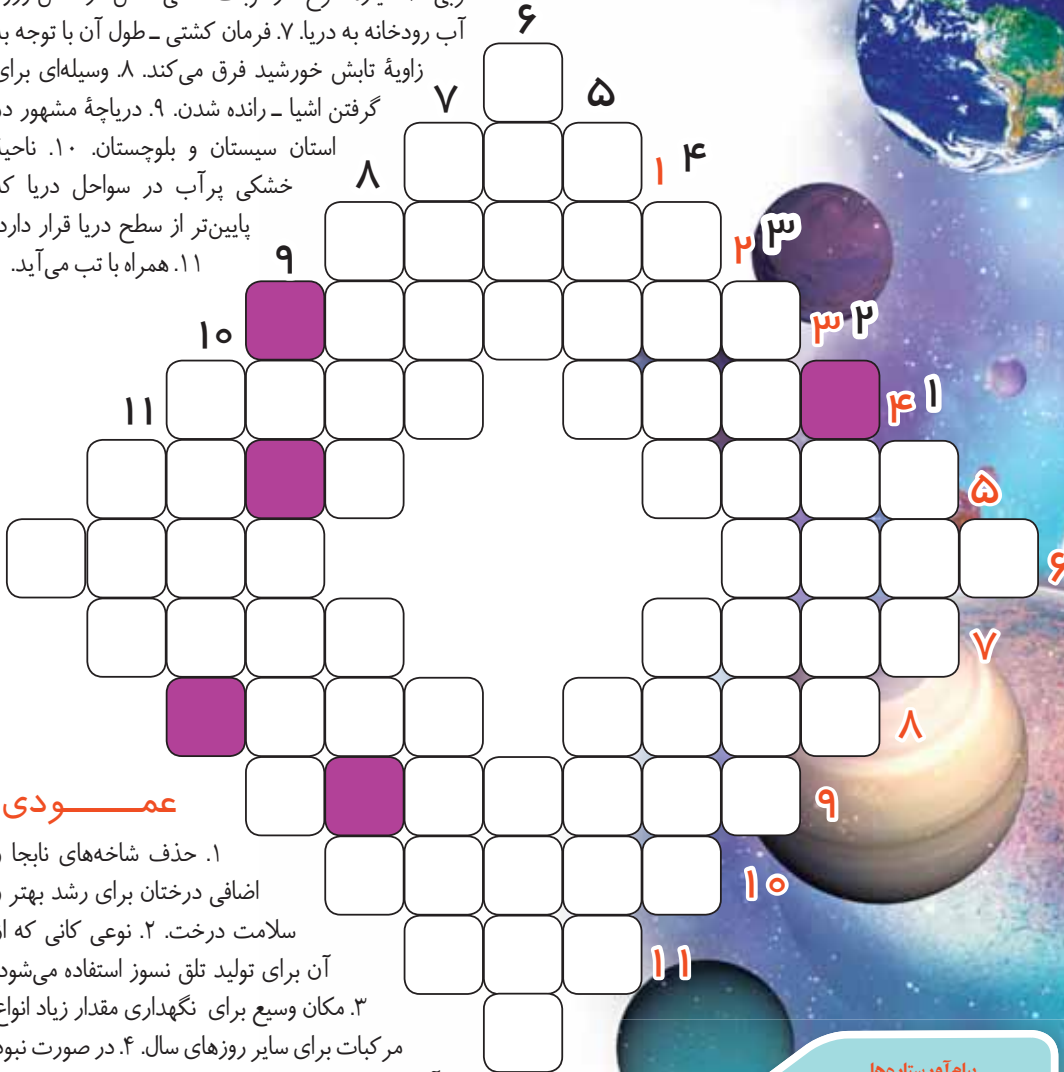 آب رودخانه به دریا. ۷. فرمان کشتی ـ طول آن با توجه به
زاویۀ تابش خورشید فرق می‌کند. ۸. وسیله‌ای برای
گرفتن اشیا ـ رانده شدن. ۹. دریاچۀ مشهور در
استان سیستان و بلوچستان. ۱۰. ناحیۀ
خشکی پرآب در سواحل دریا که
پایین‌تر از سطح دریا قرار دارد.
۱۱. همراه با تب می‌آید.
۶
۷ ۵
۸ ۱ ۴
۹ ۲ ۳
۱۰ ۳ ۲
۱۱ ۴ ۱
۵
۶
۷
۸
۹
۱۰
۱۱
عمـــودی
۱. حذف شاخه‌های نابجا و
اضافی درختان برای رشد بهتر و
سلامت درخت. ۲. نوعی کانی که از
آن برای تولید تلق نسوز استفاده می‌شود.
۳. مکان وسیع برای نگهداری مقدار زیاد انواع
مرکبات برای سایر روزهای سال. ۴. در صورت نبود